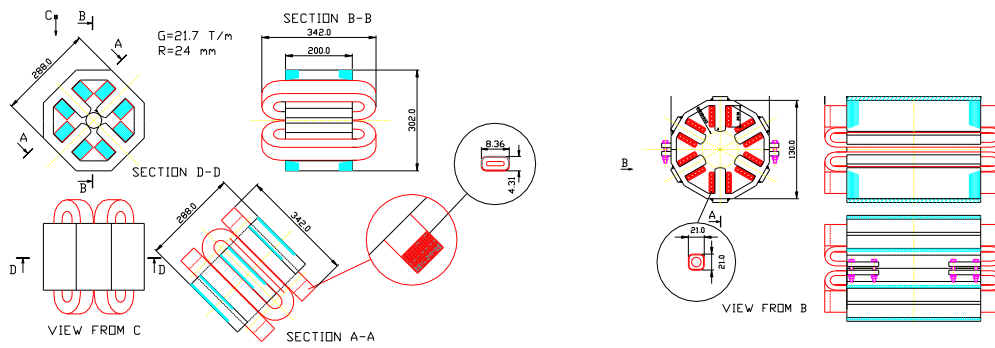 C
B
A
288.0
G=21.7 T/m
R=24 mm
SECTION B-B
342.0
200.0
302.0
A
B
SECTION D-D
8.36
4.31
D
D
VIEW FROM C
288.0
342.0
SECTION A-A
A
130.0
B
A
21.0
21.0
VIEW FROM B